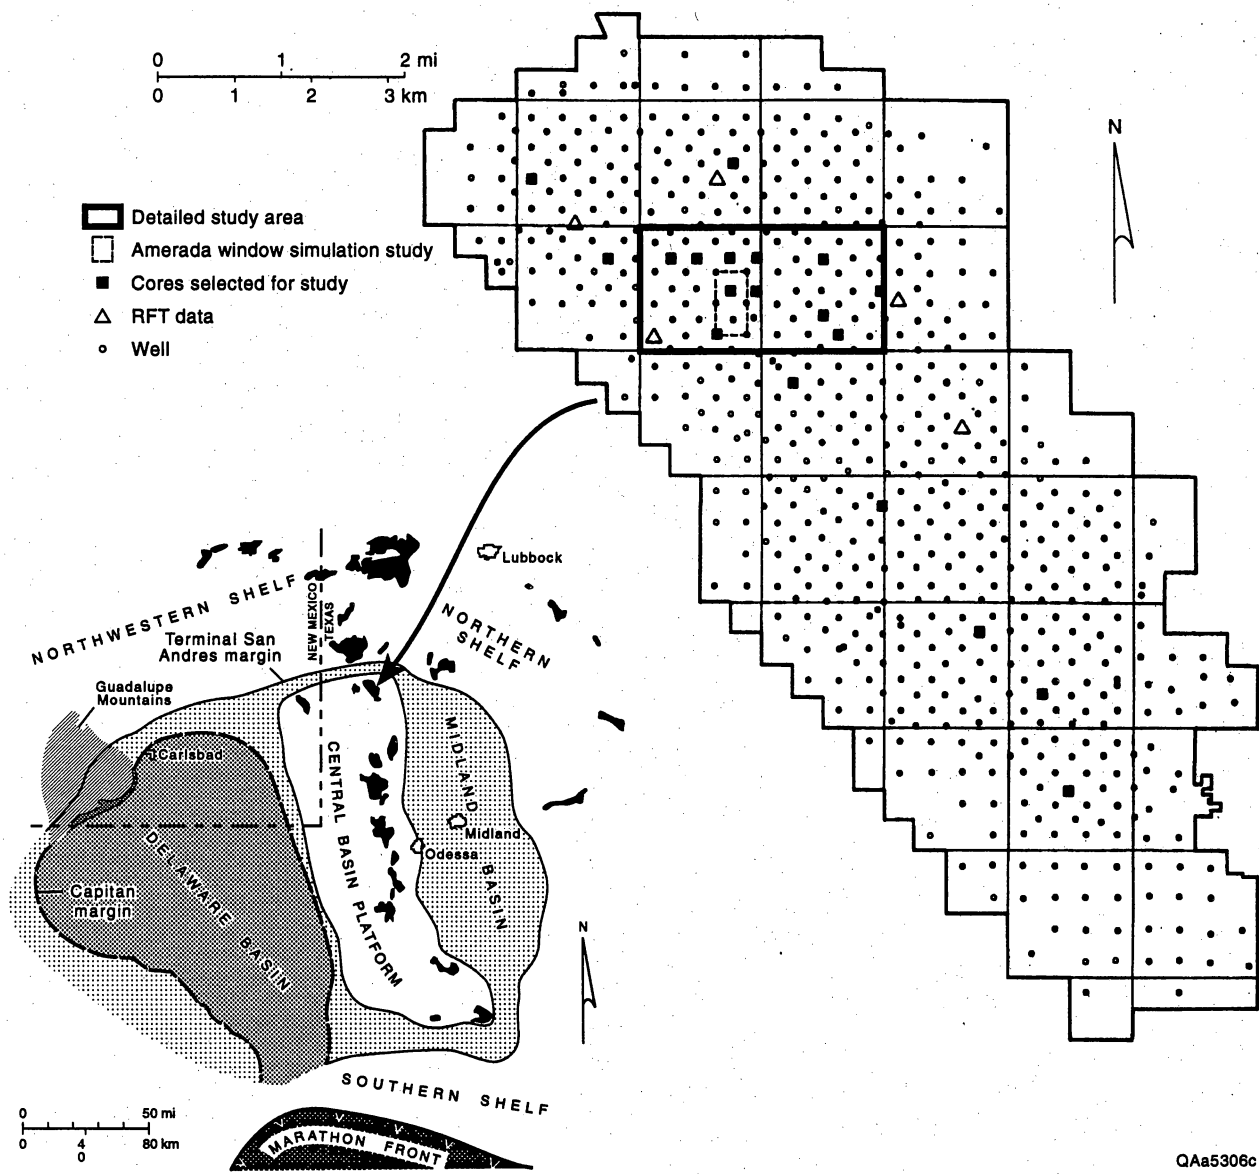 0 1 2 mi
0 1 2 3 km
N
Detailed study area
Amerada window simulation study
Cores selected for study
RFT data
Well
Lubbock
NORTHWESTERN SHELF
NEW MEXICO
TEXAS
NORTHERN
SHELF
Terminal San
Andres margin
Guadalupe
Mountains
Carlsbad
MIDLAND BASIN
CENTRAL BASIN PLATFORM
Midland
Odessa
DELAWARE BASIN
Capitan
margin
N
SOUTHERN SHELF
0 50 mi
0 4 80 km
0
MARATHON FRONT
QAa5306c